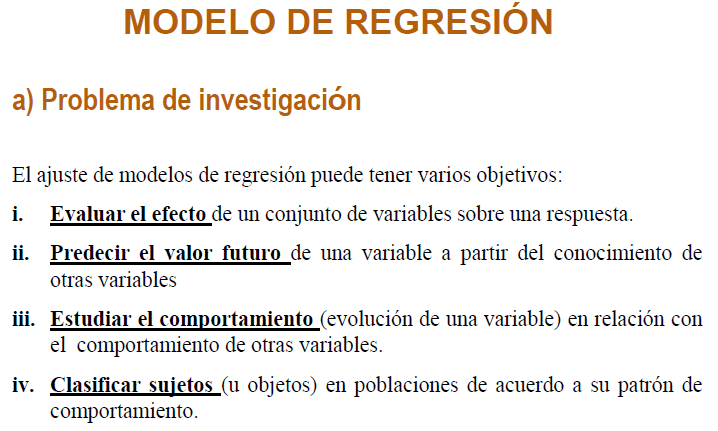 MODELO DE REGRESIÓN
a) Problema de investigación
El ajuste de modelos de regresión puede tener varios objetivos:
i. Evaluar el efecto de un conjunto de variables sobre una respuesta.
ii. Predecir el valor futuro de una variable a partir del conocimiento de
otras variables
iii. Estudiar el comportamiento (evolución de una variable) en relación con
el comportamiento de otras variables.
iv. Clasificar sujetos (u objetos) en poblaciones de acuerdo a su patrón de
comportamiento.